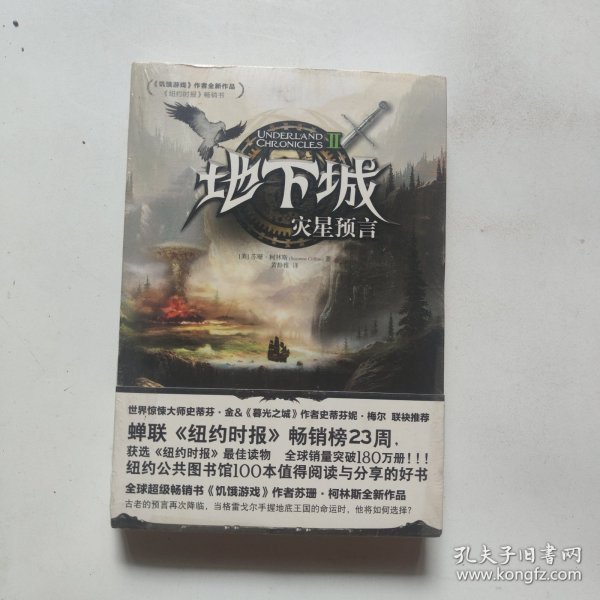 《饥饿游戏》作者全新作品
《纽约时报》畅销书
UNDERLAND
CHRONICLES II
地下城
灾星预言
[美] 苏珊·柯林斯 (Suzanne Collins) 著
世界惊悚大师史蒂芬·金&《暮光之城》作者史蒂芬妮·梅尔 联袂推荐
蝉联《纽约时报》畅销榜23周,
获选《纽约时报》最佳读物 全球销量突破180万册!!!
纽约公共图书馆100本值得阅读与分享的好书
全球超级畅销书《饥饿游戏》作者苏珊·柯林斯全新作品
古老的预言再次降临,当格雷戈尔手握地底王国的命运时,他将如何选择?
孔夫子旧书网
www.kongfz.com